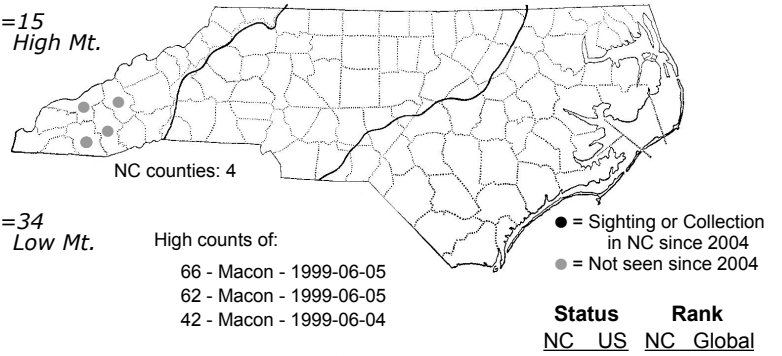 =15
High Mt.
NC counties: 4
=34
Low Mt.
High counts of:
66 - Macon - 1999-06-05
62 - Macon - 1999-06-05
42 - Macon - 1999-06-04
● = Sighting or Collection
in NC since 2004
● = Not seen since 2004
Status Rank
NC US NC Global